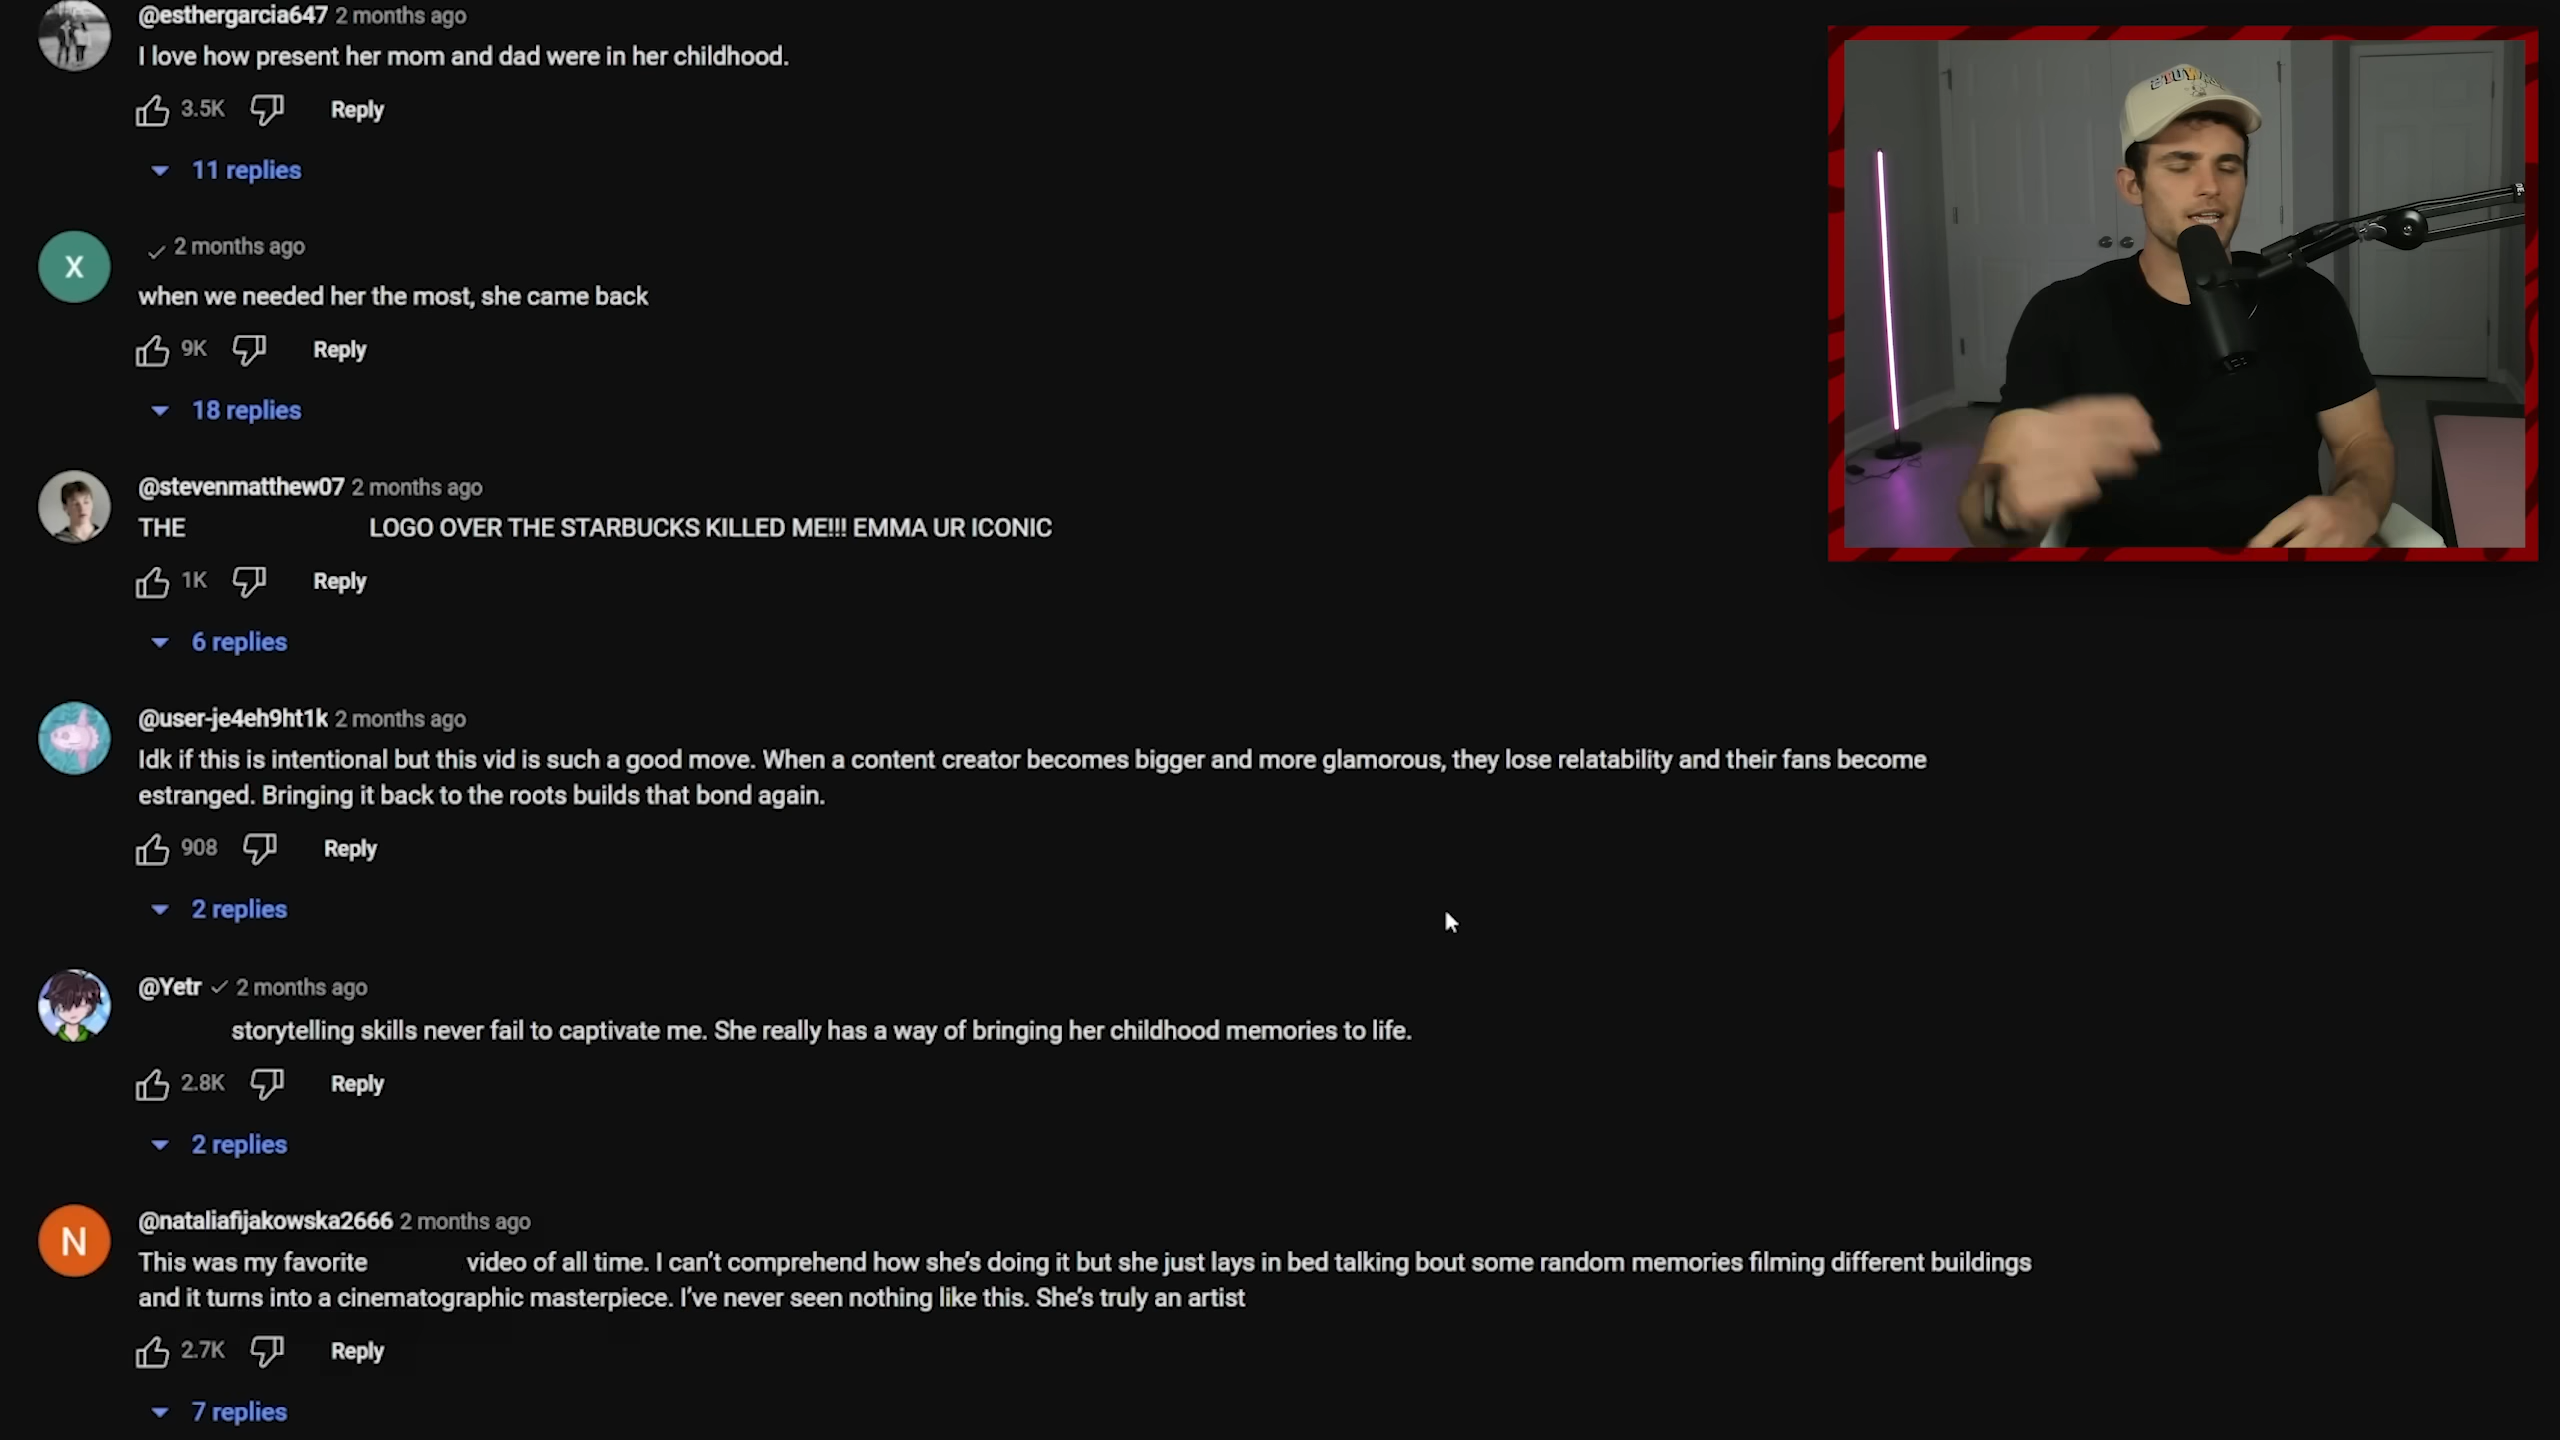 @esthergarcia647 2 months ago
I love how present her mom and dad were in her childhood.
3.5K Reply
11 replies
X
2 months ago
when we needed her the most, she came back
9K Reply
18 replies
@stevenmatthew07 2 months ago
THE LOGO OVER THE STARBUCKS KILLED ME!!! EMMA UR ICONIC
1K Reply
6 replies
@user-je4eh9ht1k 2 months ago
Idk if this is intentional but this vid is such a good move. When a content creator becomes bigger and more glamorous, they lose relatability and their fans become
estranged. Bringing it back to the roots builds that bond again.
908 Reply
2 replies
@Yetr 2 months ago
storytelling skills never fail to captivate me. She really has a way of bringing her childhood memories to life.
2.8K Reply
2 replies
N
@nataliafijakowska2666 2 months ago
This was my favorite video of all time. I can’t comprehend how she’s doing it but she just lays in bed talking bout some random memories filming different buildings
and it turns into a cinematographic masterpiece. I’ve never seen nothing like this. She’s truly an artist
2.7K Reply
7 replies